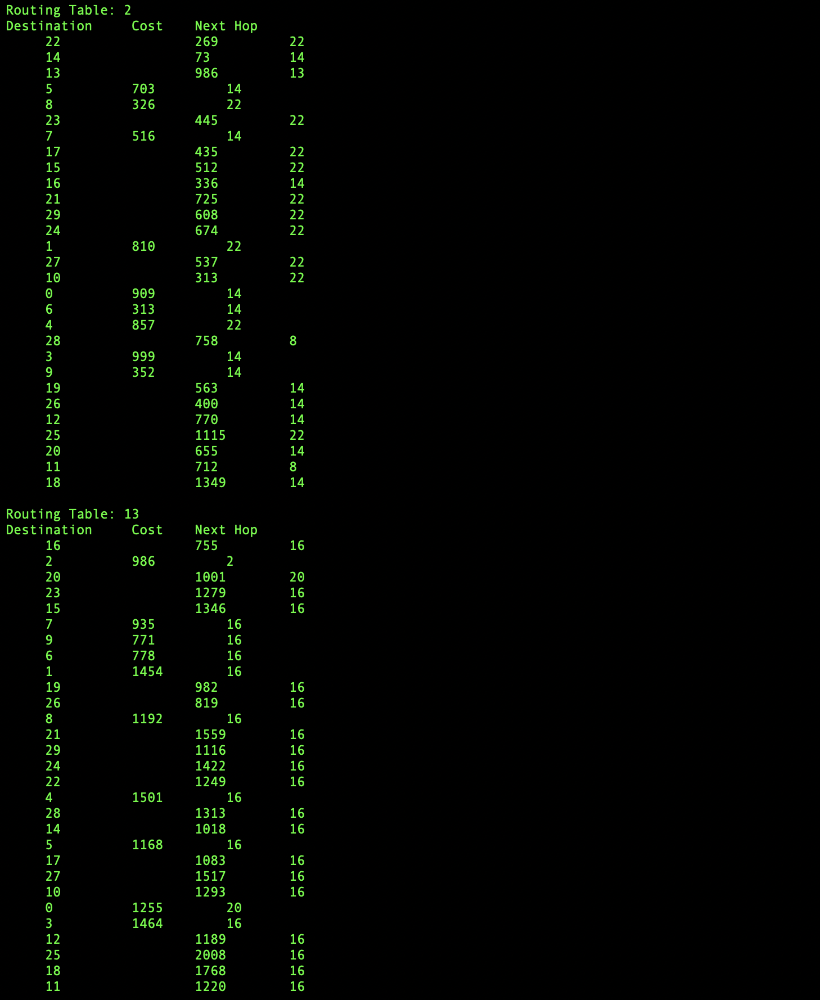 Routing Table: 2
Destination Cost Next Hop
22 269 22
14 73 14
13 986 13
5 703 14
8 326 22
23 445 22
7 516 14
17 435 22
15 512 22
16 336 14
21 725 22
29 608 22
24 674 22
1 810 22
27 537 22
10 313 22
0 909 14
6 313 14
4 857 22
28 758 8
3 999 14
9 352 14
19 563 14
26 400 14
12 770 14
25 1115 22
20 655 14
11 712 8
18 1349 14
Routing Table: 13
Destination Cost Next Hop
16 755 16
2 986 2
20 1001 20
23 1279 16
15 1346 16
7 935 16
9 771 16
6 778 16
1 1454 16
19 982 16
26 819 16
8 1192 16
21 1559 16
29 1116 16
24 1422 16
22 1249 16
4 1501 16
28 1313 16
14 1018 16
5 1168 16
17 1083 16
27 1517 16
10 1293 16
0 1255 20
3 1464 16
12 1189 16
25 2008 16
18 1768 16
11 1220 16